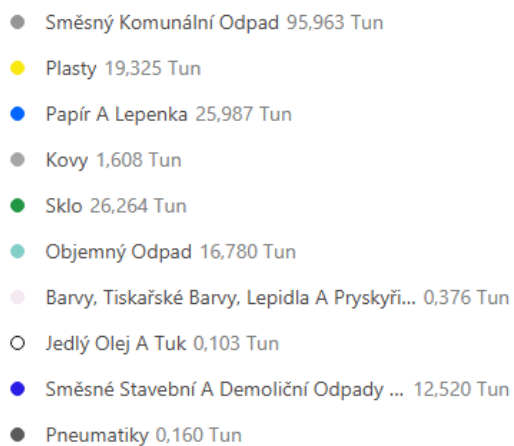 Směsný Komunální Odpad 95,963 Tun
Plasty 19,325 Tun
Papír A Lepenka 25,987 Tun
Kovy 1,608 Tun
Sklo 26,264 Tun
Objemný Odpad 16,780 Tun
Barvy, Tiskařské Barvy, Lepidla A Pryskyři... 0,376 Tun
Jedlý Olej A Tuk 0,103 Tun
Směsné Stavební A Demoliční Odpady ... 12,520 Tun
Pneumatiky 0,160 Tun